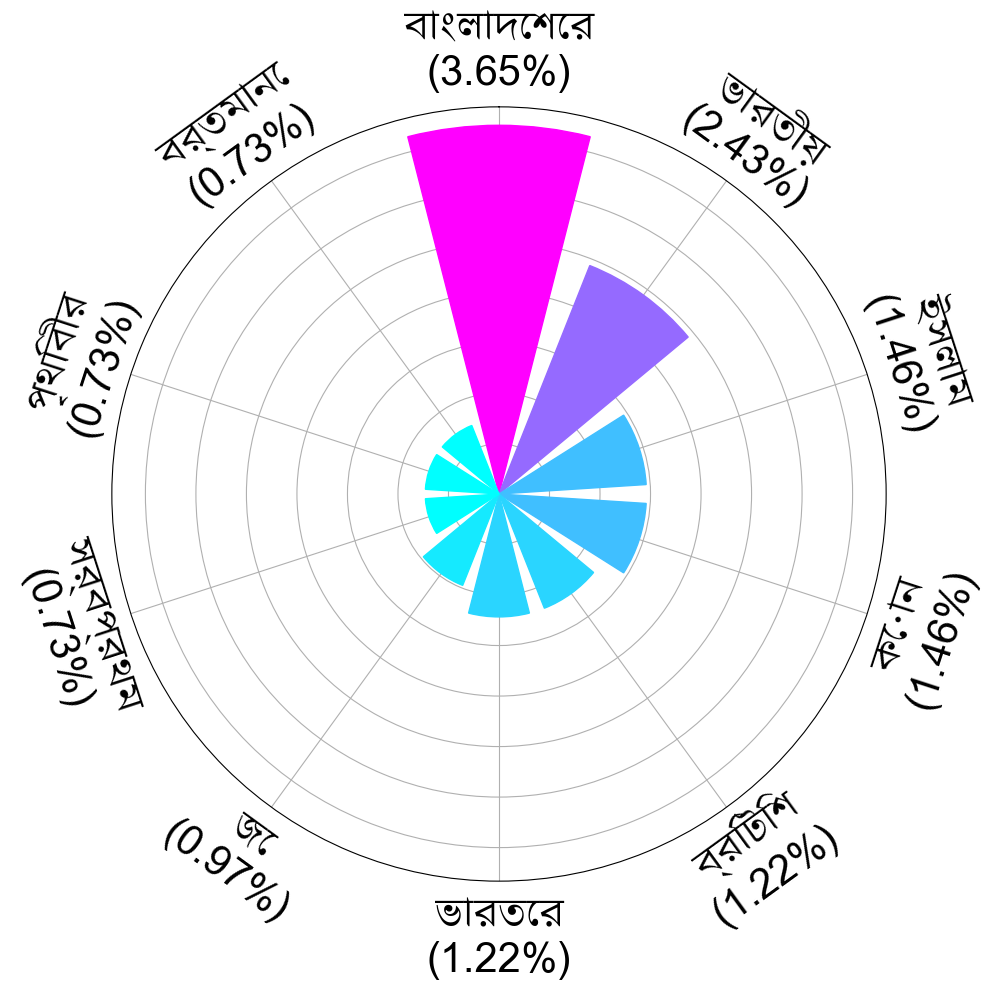 বাংলাদেশের
(3.65%)
ভারতীয়
(2.43%)
ইসলাম
(1.46%)
কোন
(1.46%)
ব্রিটিশ
(1.22%)
ভারতের
(1.22%)
জে
(0.97%)
সর্বপ্রথম
(0.73%)
পৃথিবীর
(0.73%)
বর্তমানে
(0.73%)